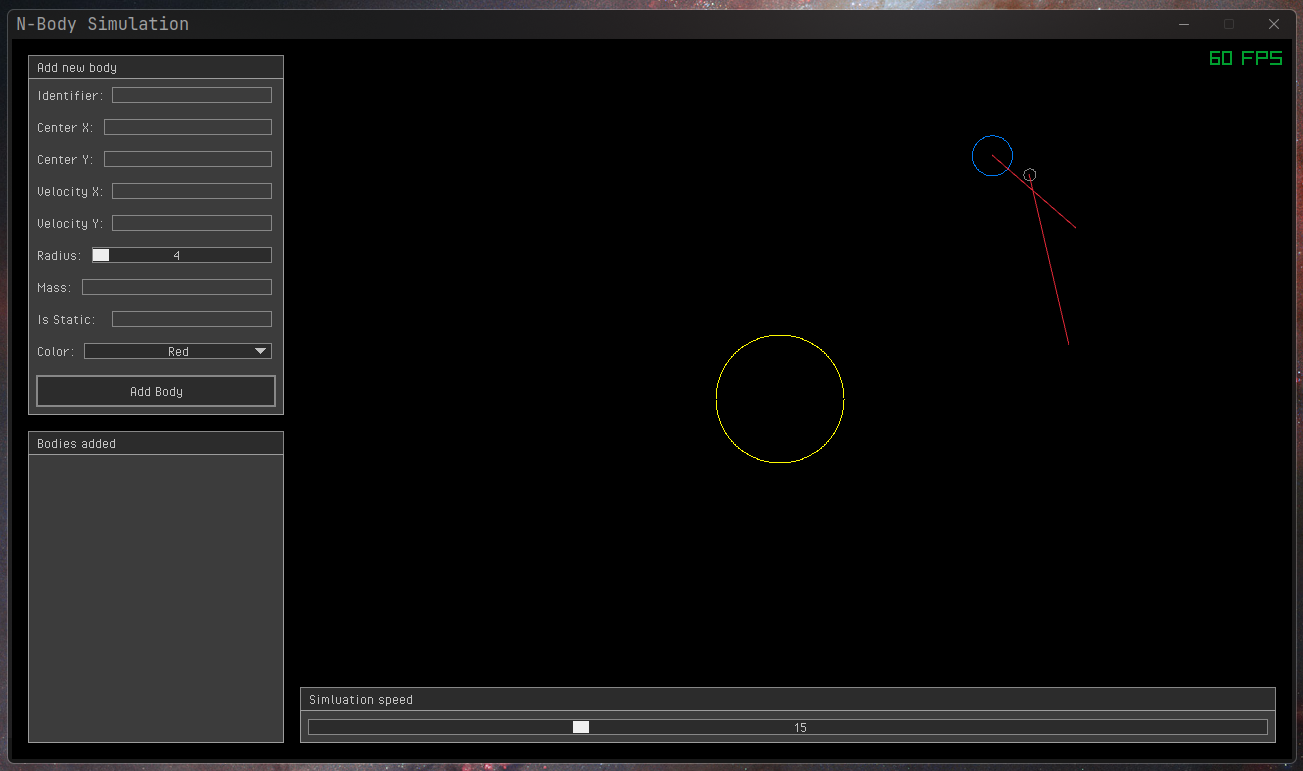 N-Body Simulation
60 FPS
Add new body
Identifier:
Center X:
Center Y:
Velocity X:
Velocity Y:
Radius: 4
Mass:
Is Static:
Color: Red
Add Body
Bodies added
Simluation speed
15